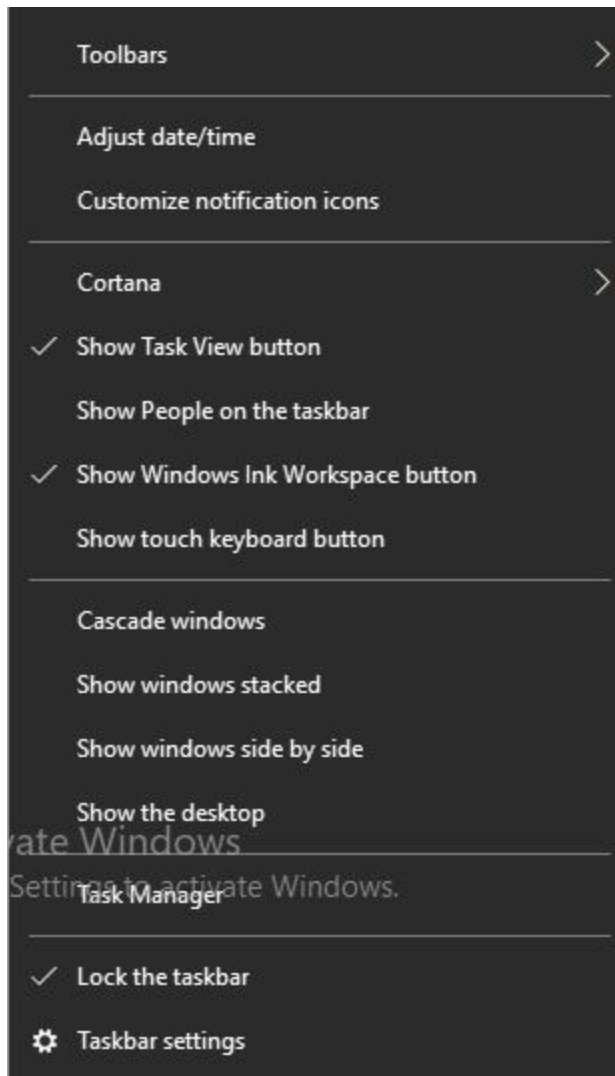 Toolbars
Adjust date/time
Customize notification icons
Cortana
Show Task View button
Show People on the taskbar
Show Windows Ink Workspace button
Show touch keyboard button
Cascade windows
Show windows stacked
Show windows side by side
Show the desktop
vate Windows
Settings to activate Windows.
Task Manager
Lock the taskbar
Taskbar settings